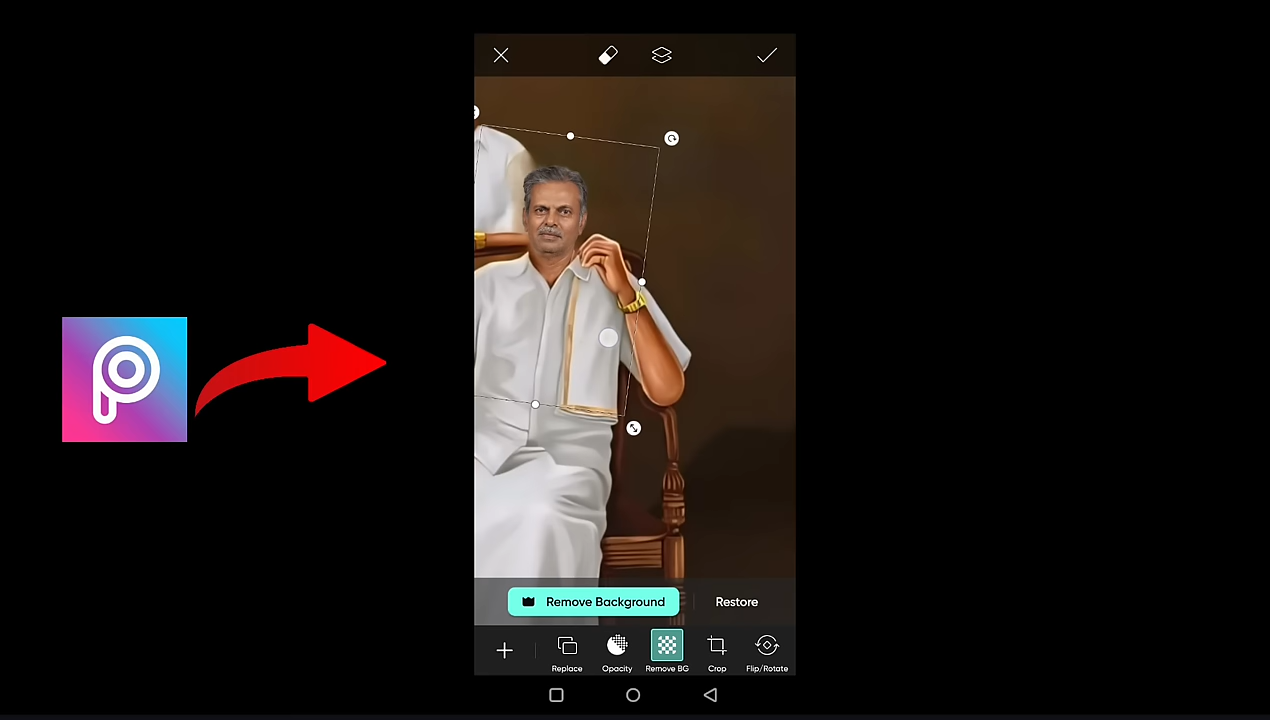 Remove Background
Restore
Replace
Opacity
Remove BG
Crop
Flip/Rotate